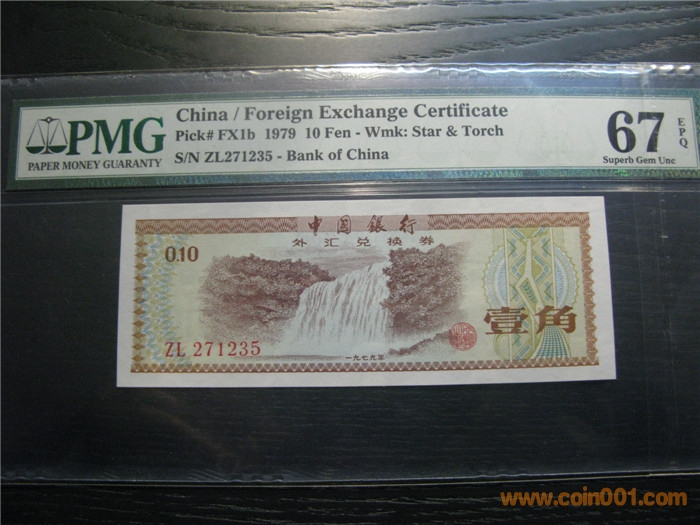 PMG
PAPER MONEY GUARANTY
China / Foreign Exchange Certificate
Pick# FX1b 1979 10 Fen - Wmk: Star & Torch
S/N ZL271235 - Bank of China
67
EPQ
Superb Gem Unc
中国银行
外汇兑换券
0.10
壹角
ZL 271235
一九七九年
www.coin001.com